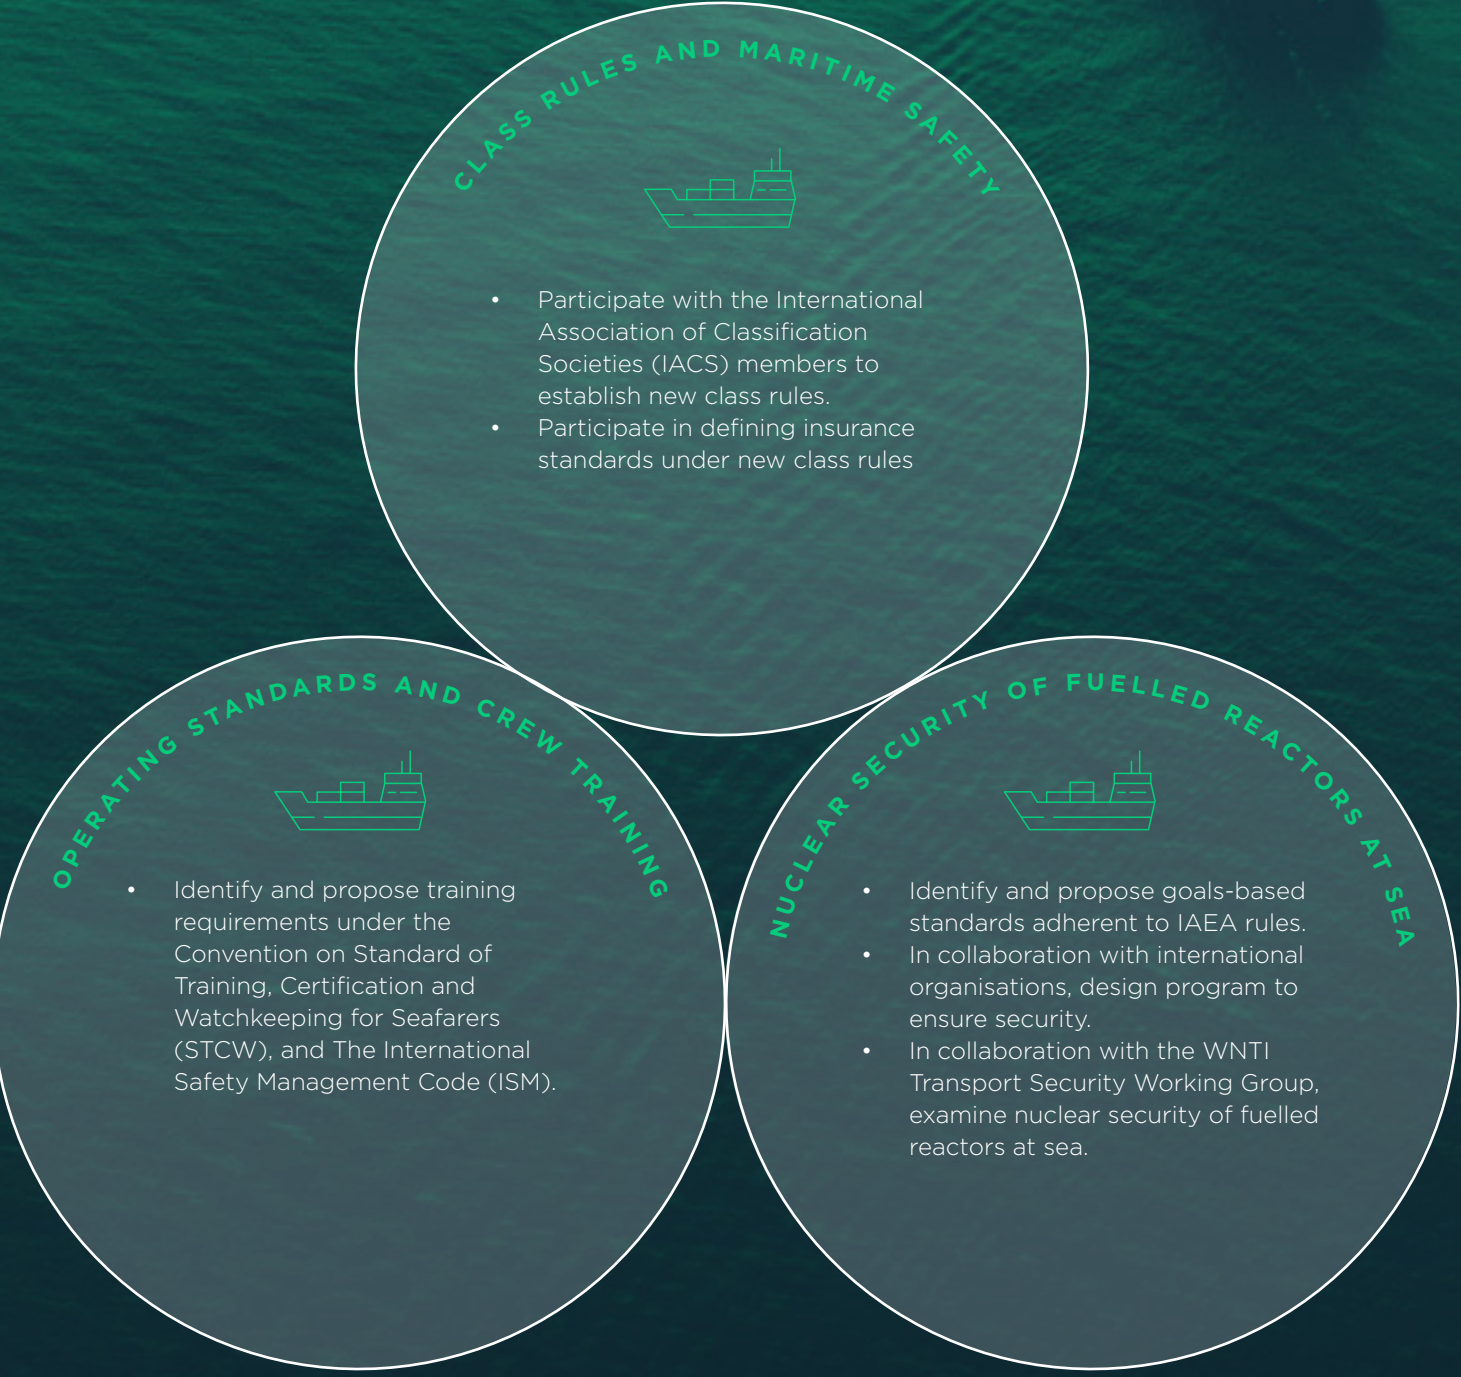 CLASS RULES AND MARITIME SAFETY
• Participate with the International
Association of Classification
Societies (IACS) members to
establish new class rules.
• Participate in defining insurance
standards under new class rules
OPERATING STANDARDS AND CREW TRAINING
• Identify and propose training
requirements under the
Convention on Standard of
Training, Certification and
Watchkeeping for Seafarers
(STCW), and The International
Safety Management Code (ISM).
NUCLEAR SECURITY OF FUELLED REACTORS AT SEA
• Identify and propose goals-based
standards adherent to IAEA rules.
• In collaboration with international
organisations, design program to
ensure security.
• In collaboration with the WNTI
Transport Security Working Group,
examine nuclear security of fuelled
reactors at sea.